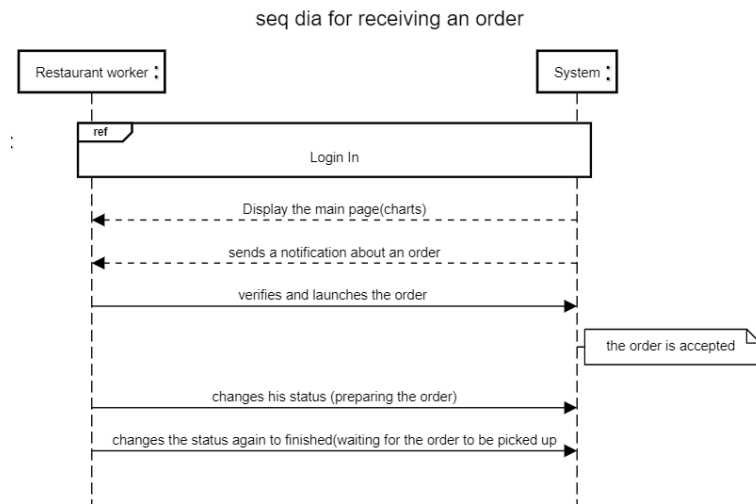 seq dia for receiving an order
Restaurant worker :
System :
ref
:
Login In
Display the main page(charts)
sends a notification about an order
verifies and launches the order
the order is accepted
changes his status (preparing the order)
changes the status again to finished(waiting for the order to be picked up